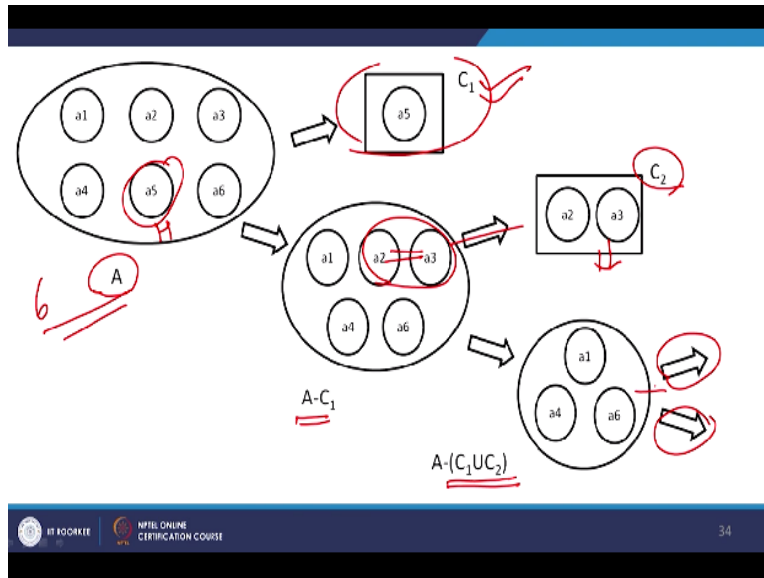 a1 a2 a3
a4 a5 a6
6 A
a5
C₁
a1 a2 a3
a4 a6
A-C₁
a2 a3
C₂
a1
a4 a6
A-(C₁UC₂)
IIT ROORKEE
NPTEL ONLINE
CERTIFICATION COURSE
34